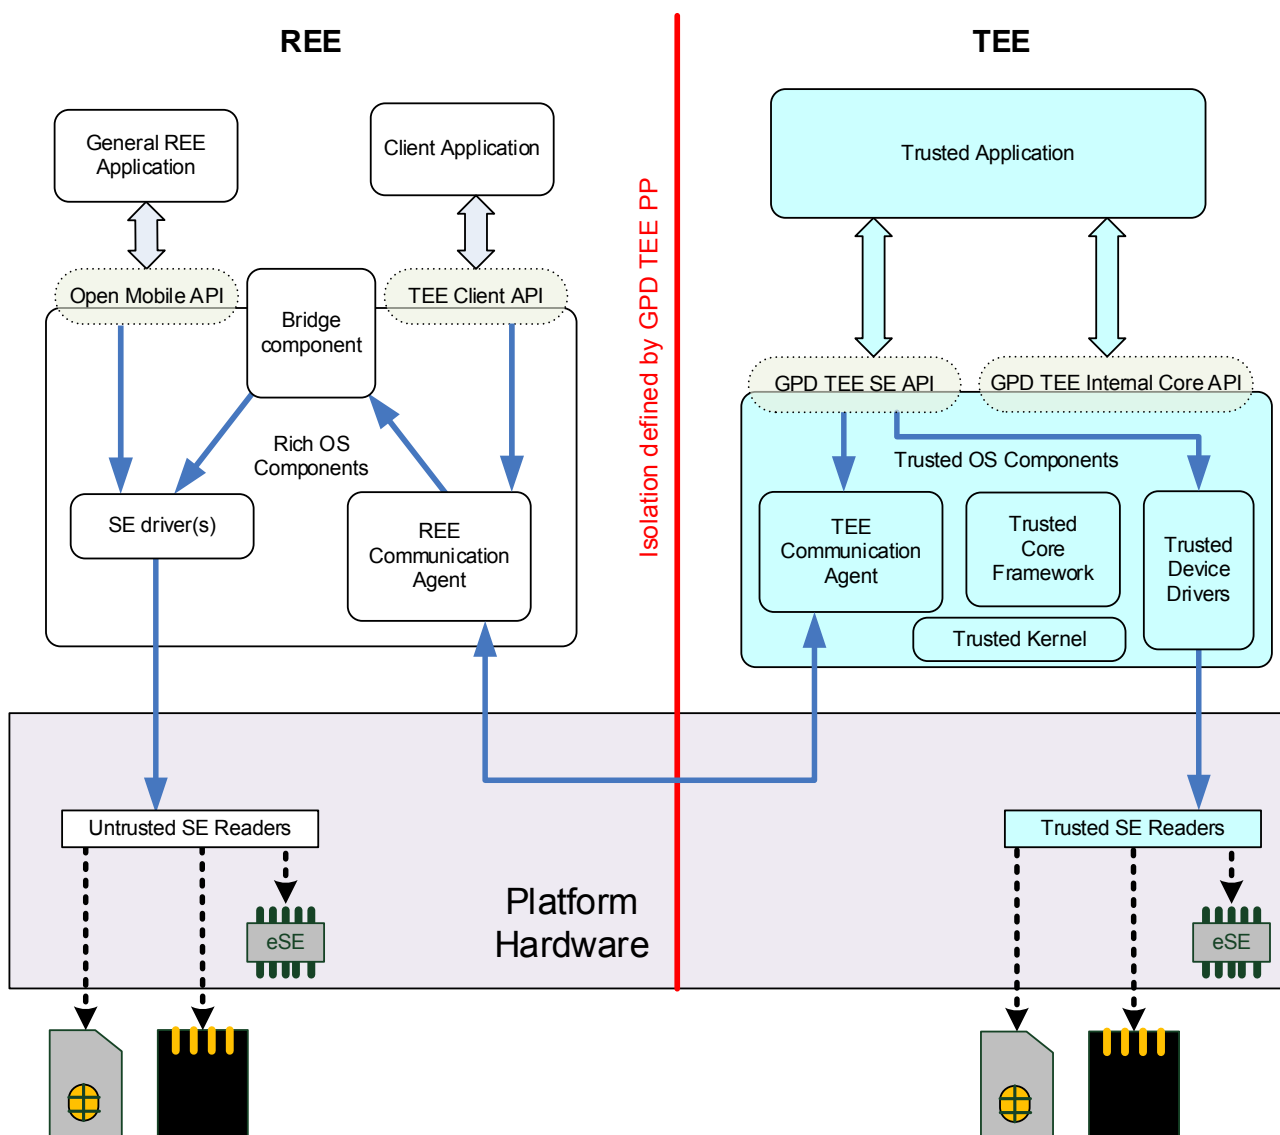 REE
TEE
General REE
Application
Client Application
Trusted Application
Isolation defined by GPD TEE PP
Open Mobile API
Bridge
component
TEE Client API
GPD TEE SE API
GPD TEE Internal Core API
Rich OS
Components
Trusted OS Components
SE driver(s)
REE
Communication
Agent
TEE
Communication
Agent
Trusted
Core
Framework
Trusted
Device
Drivers
Trusted Kernel
Untrusted SE Readers
Trusted SE Readers
Platform
Hardware
eSE
eSE